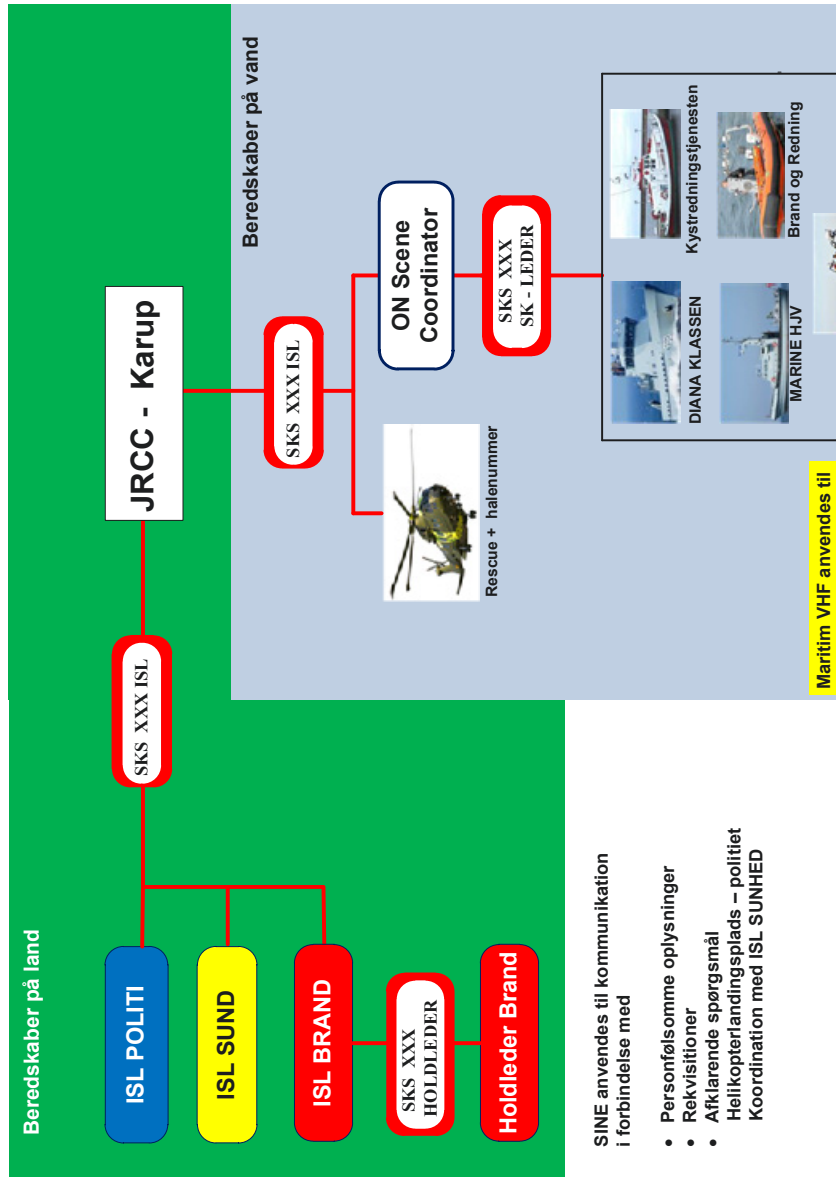 Beredskaber på land
ISL POLITI
ISL SUND
ISL BRAND
SKS XXX
HOLDLEDER
Holdleder Brand
SKS XXX ISL
JRCC - Karup
Beredskaber på vand
SKS XXX ISL
Rescue + halenummer
ON Scene
Coordinator
SKS XXX
SK - LEDER
DIANA KLASSEN
Kystredningstjenesten
MARINE HJV
Brand og Redning
SINE anvendes til kommunikation
i forbindelse med
• Personfølsomme oplysninger
• Rekvisitioner
• Afklarende spørgsmål
Helikopterlandingsplads – politiet
Koordination med ISL SUNHED
Maritim VHF anvendes til